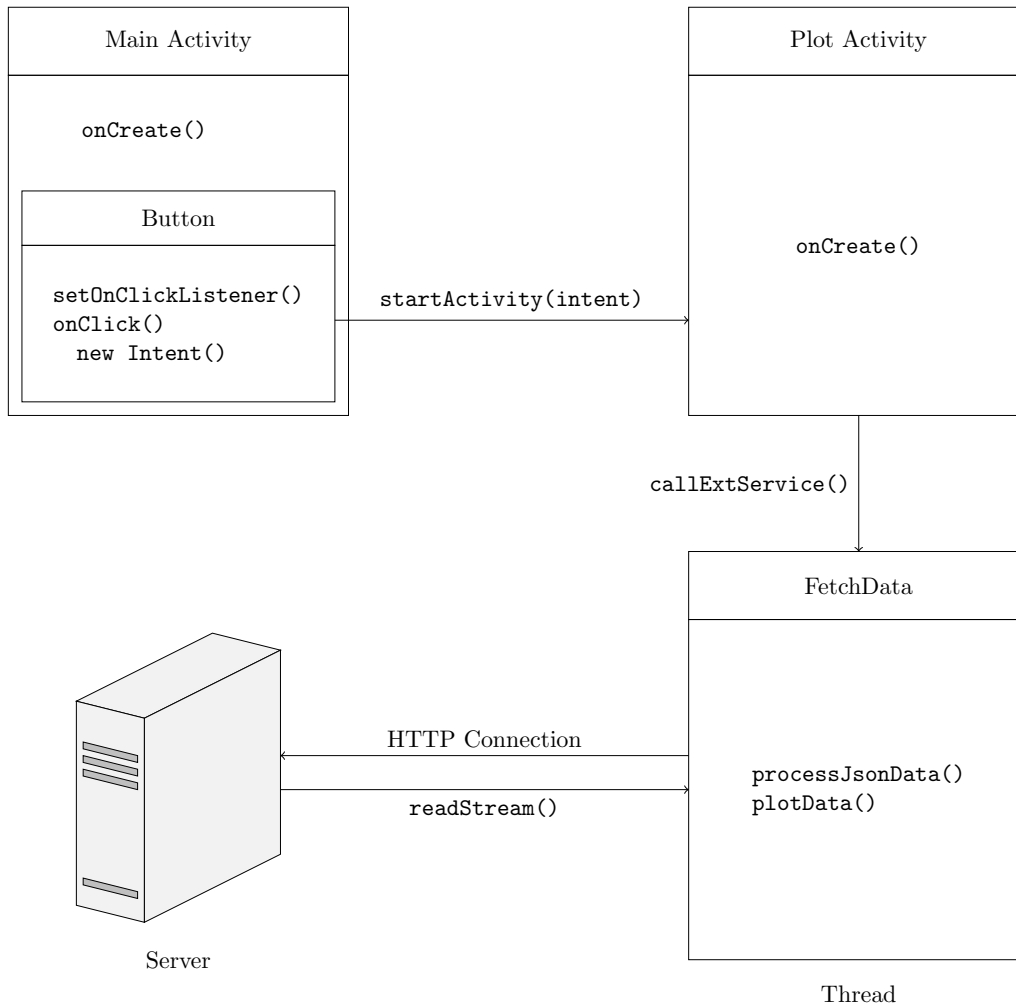 Main Activity
onCreate()
Button
setOnClickListener()
onClick()
new Intent()
startActivity(intent)
Plot Activity
onCreate()
callExtService()
FetchData
processJsonData()
plotData()
Thread
HTTP Connection
readStream()
Server